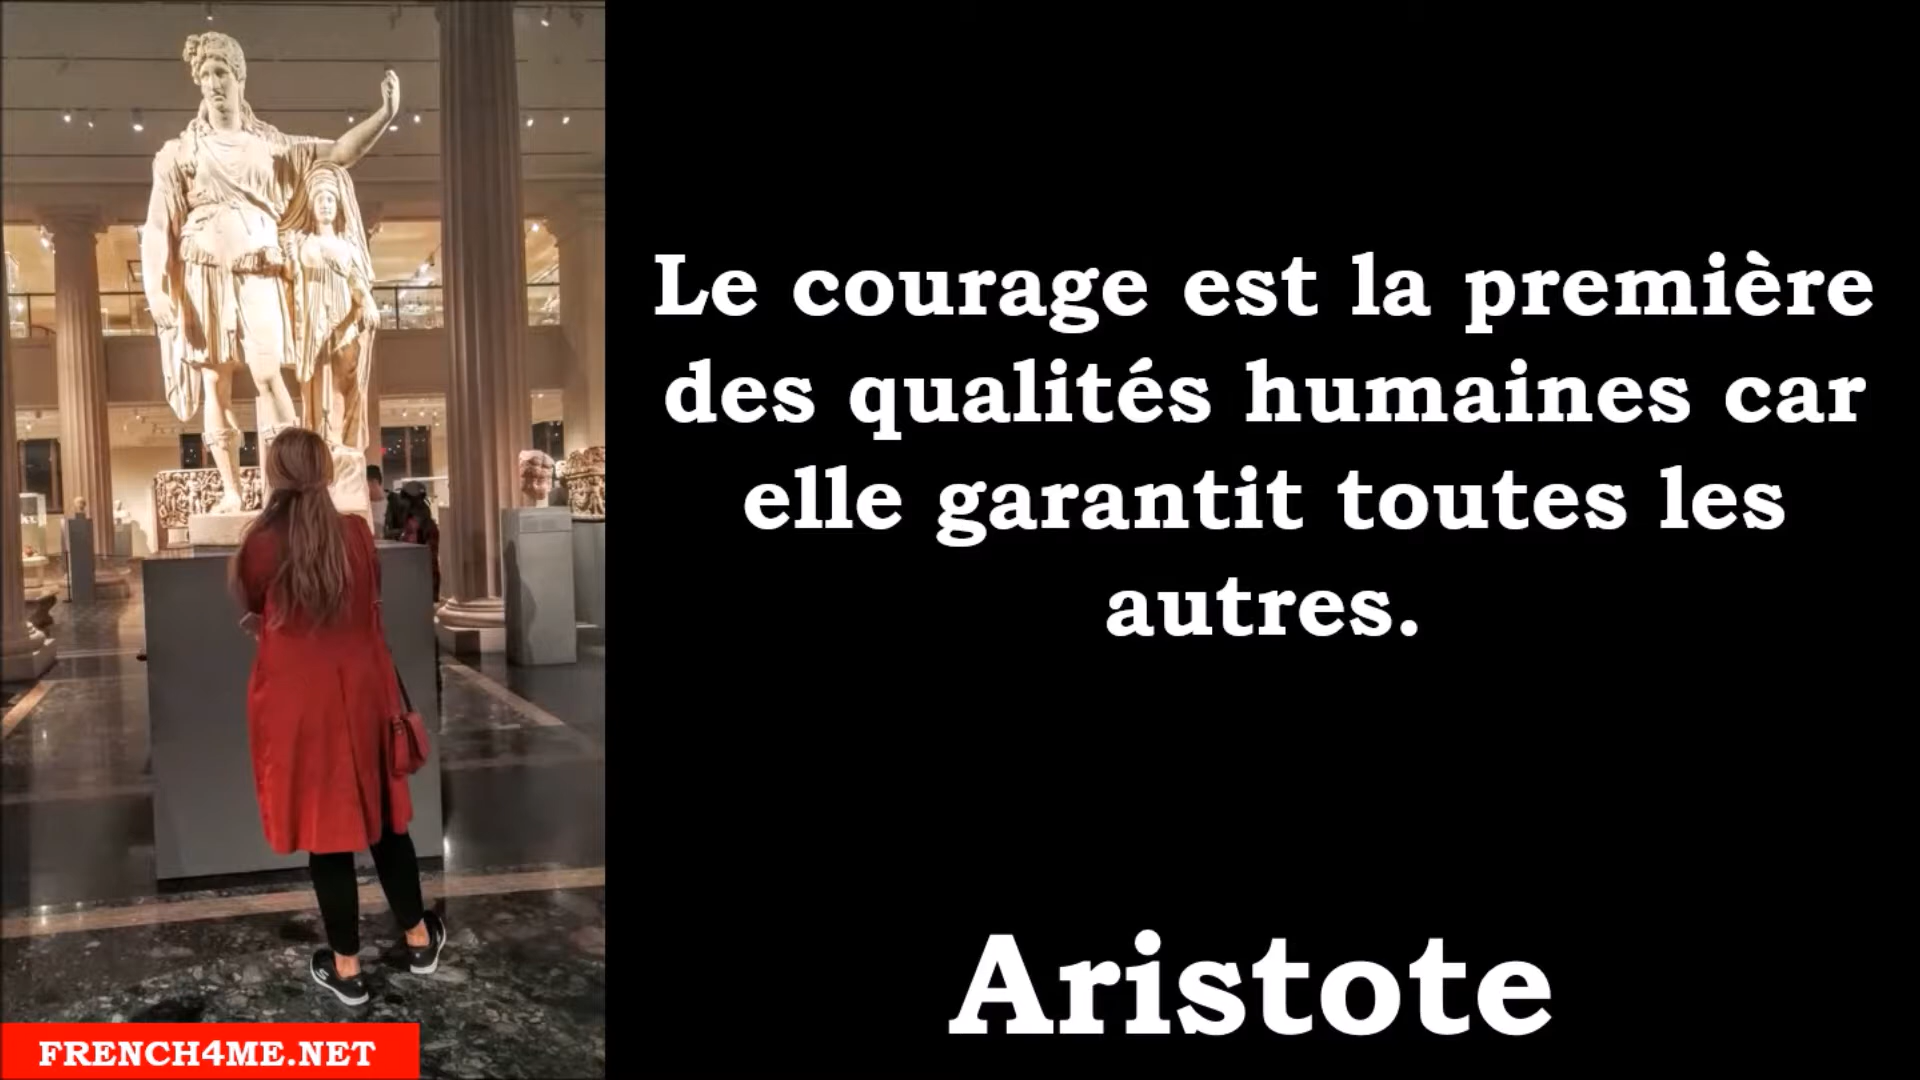 Le courage est la première
des qualités humaines car
elle garantit toutes les
autres.
Aristote
FRENCH4ME.NET